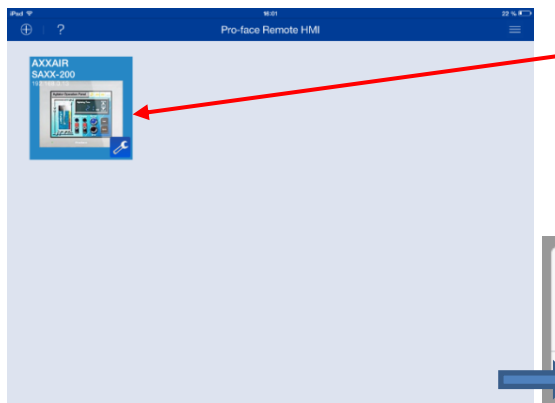 iPad
16:01
22 %
?
Pro-face Remote HMI
AXXAIR
SAXX-200